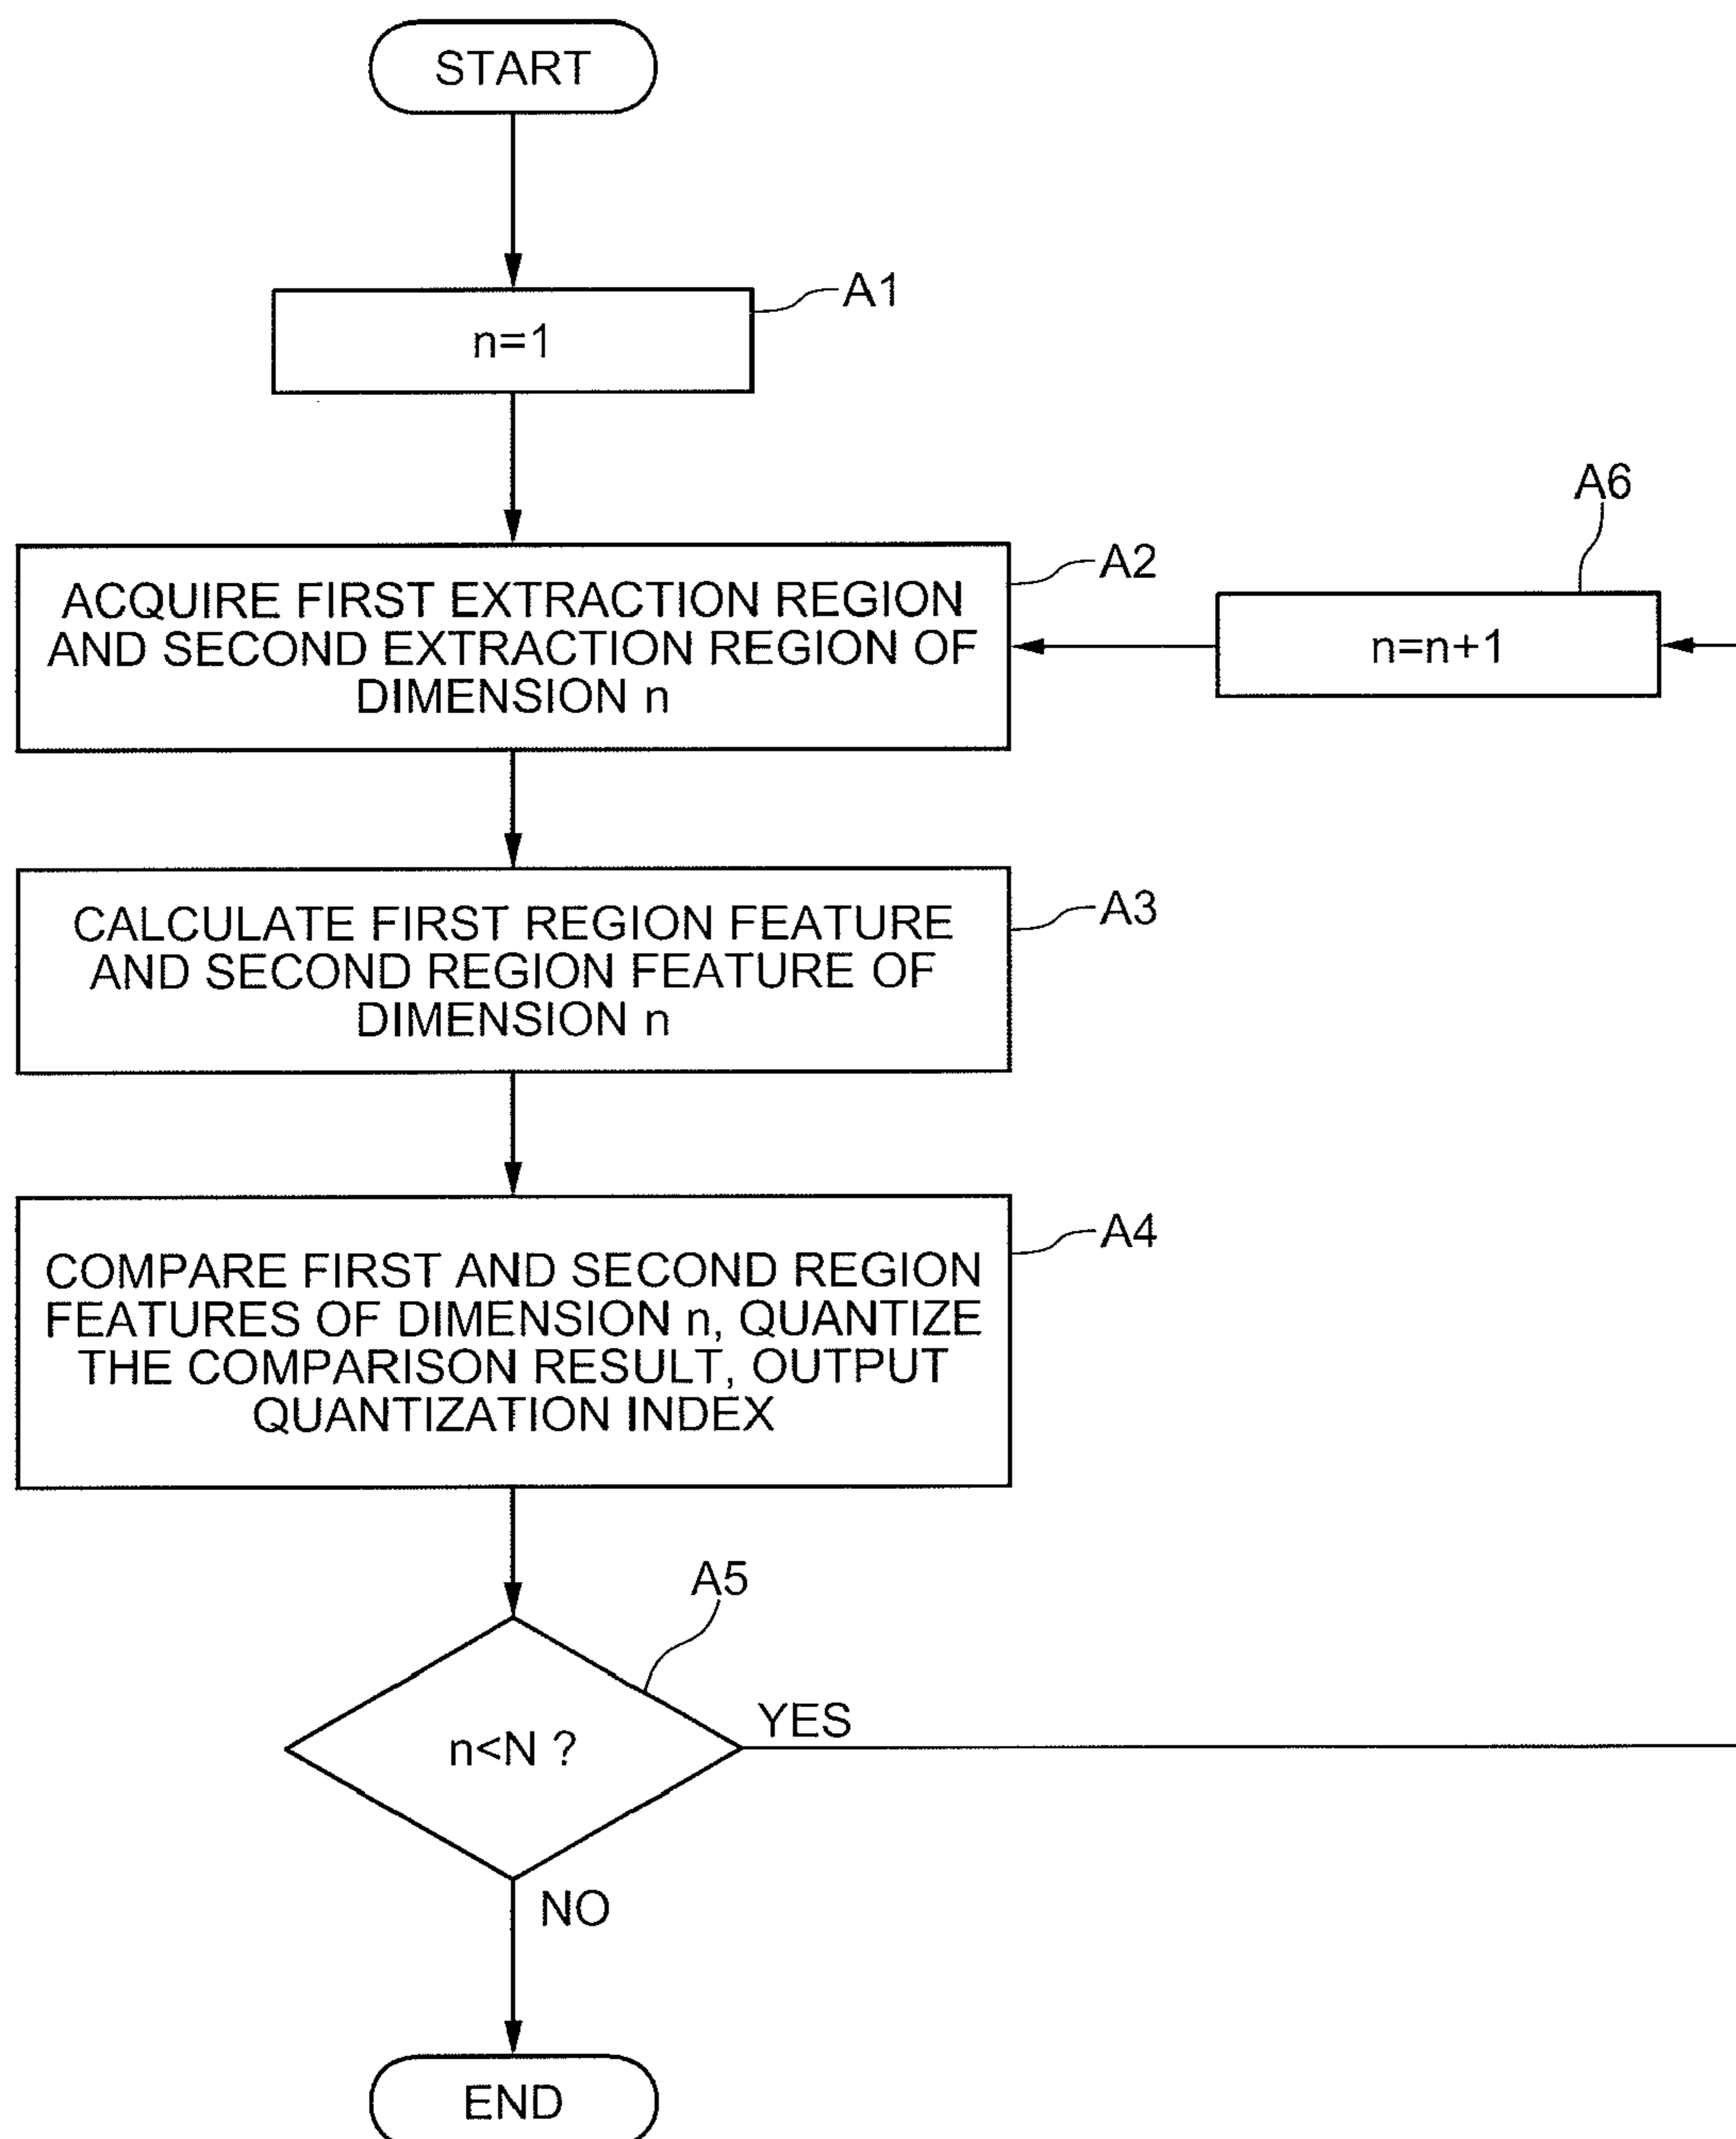 START
A1
n=1
A6
A2
ACQUIRE FIRST EXTRACTION REGION
AND SECOND EXTRACTION REGION OF
DIMENSION n
n=n+1
A3
CALCULATE FIRST REGION FEATURE
AND SECOND REGION FEATURE OF
DIMENSION n
A4
COMPARE FIRST AND SECOND REGION
FEATURES OF DIMENSION n, QUANTIZE
THE COMPARISON RESULT, OUTPUT
QUANTIZATION INDEX
A5
n<N ?
YES
NO
END